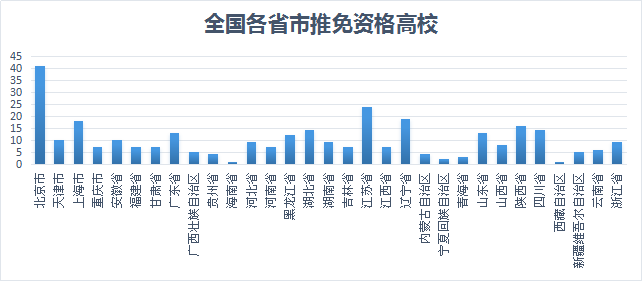 全国各省市推免资格高校
45
40
35
30
25
20
15
10
5
0
北京市
天津市
上海市
重庆市
安徽省
福建省
甘肃省
广东省
广西壮族自治区
贵州省
海南省
河北省
河南省
黑龙江省
湖北省
湖南省
吉林省
江苏省
江西省
辽宁省
内蒙古自治区
宁夏回族自治区
青海省
山东省
山西省
陕西省
四川省
西藏自治区
新疆维吾尔自治区
云南省
浙江省